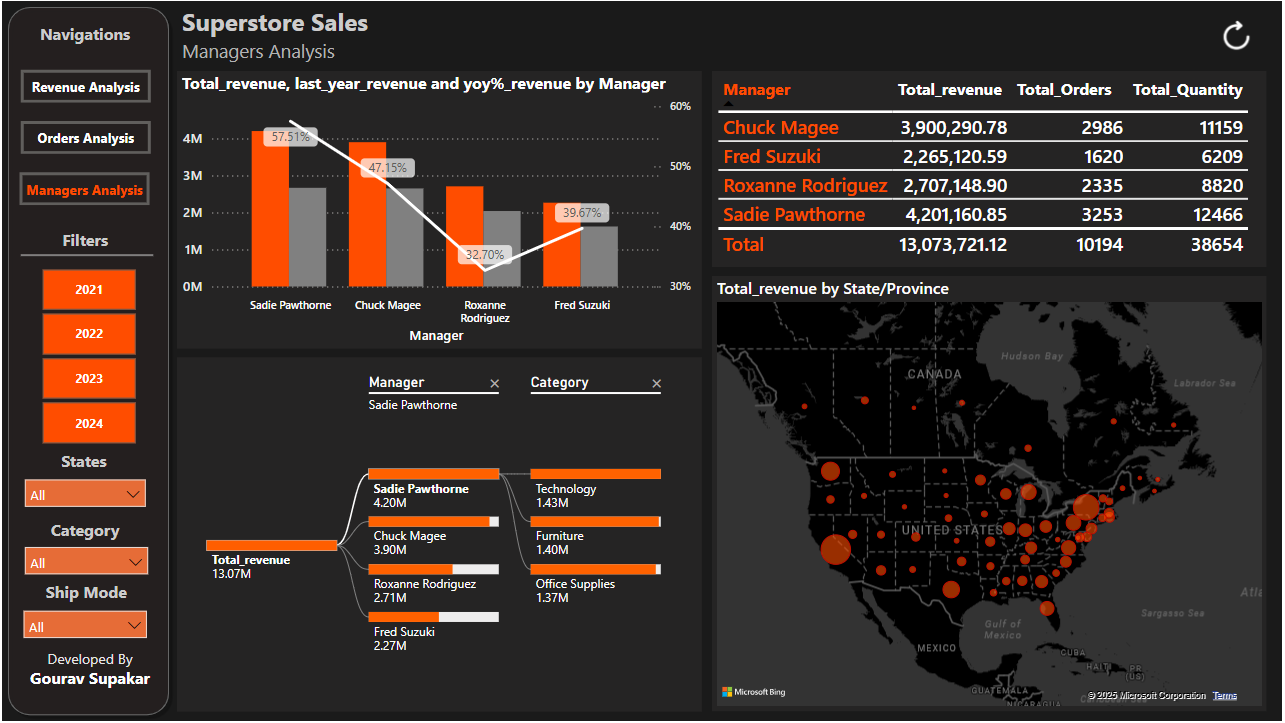 Navigations
Revenue Analysis
Orders Analysis
Managers Analysis
Filters
2021
2022
2023
2024
States
All
Category
All
Ship Mode
All
Developed By
Gourav Supakar
Superstore Sales
Managers Analysis
Total_revenue, last_year_revenue and yoy%_revenue by Manager
4M
3M
2M
1M
0M
60%
50%
40%
30%
57.51%
47.15%
32.70%
39.67%
Sadie Pawthorne
Chuck Magee
Roxanne
Rodriguez
Fred Suzuki
Manager
Manager Total_revenue Total_Orders Total_Quantity
Chuck Magee 3,900,290.78 2986 11159
Fred Suzuki 2,265,120.59 1620 6209
Roxanne Rodriguez 2,707,148.90 2335 8820
Sadie Pawthorne 4,201,160.85 3253 12466
Total 13,073,721.12 10194 38654
Manager
Sadie Pawthorne
Category
Total_revenue
13.07M
Sadie Pawthorne
4.20M
Chuck Magee
3.90M
Roxanne Rodriguez
2.71M
Fred Suzuki
2.27M
Technology
1.43M
Furniture
1.40M
Office Supplies
1.37M
Total_revenue by State/Province
Hudson Bay
CANADA
Labrador Sea
UNITED STATES
Atla
Sargasso Sea
Gulf of
Mexico
MEXICO
CUBA
HAITI
PR
(US)
GUATEMALA
NICARAGUA
Caribbean Sea
Microsoft Bing
© 2025 Microsoft Corporation Terms